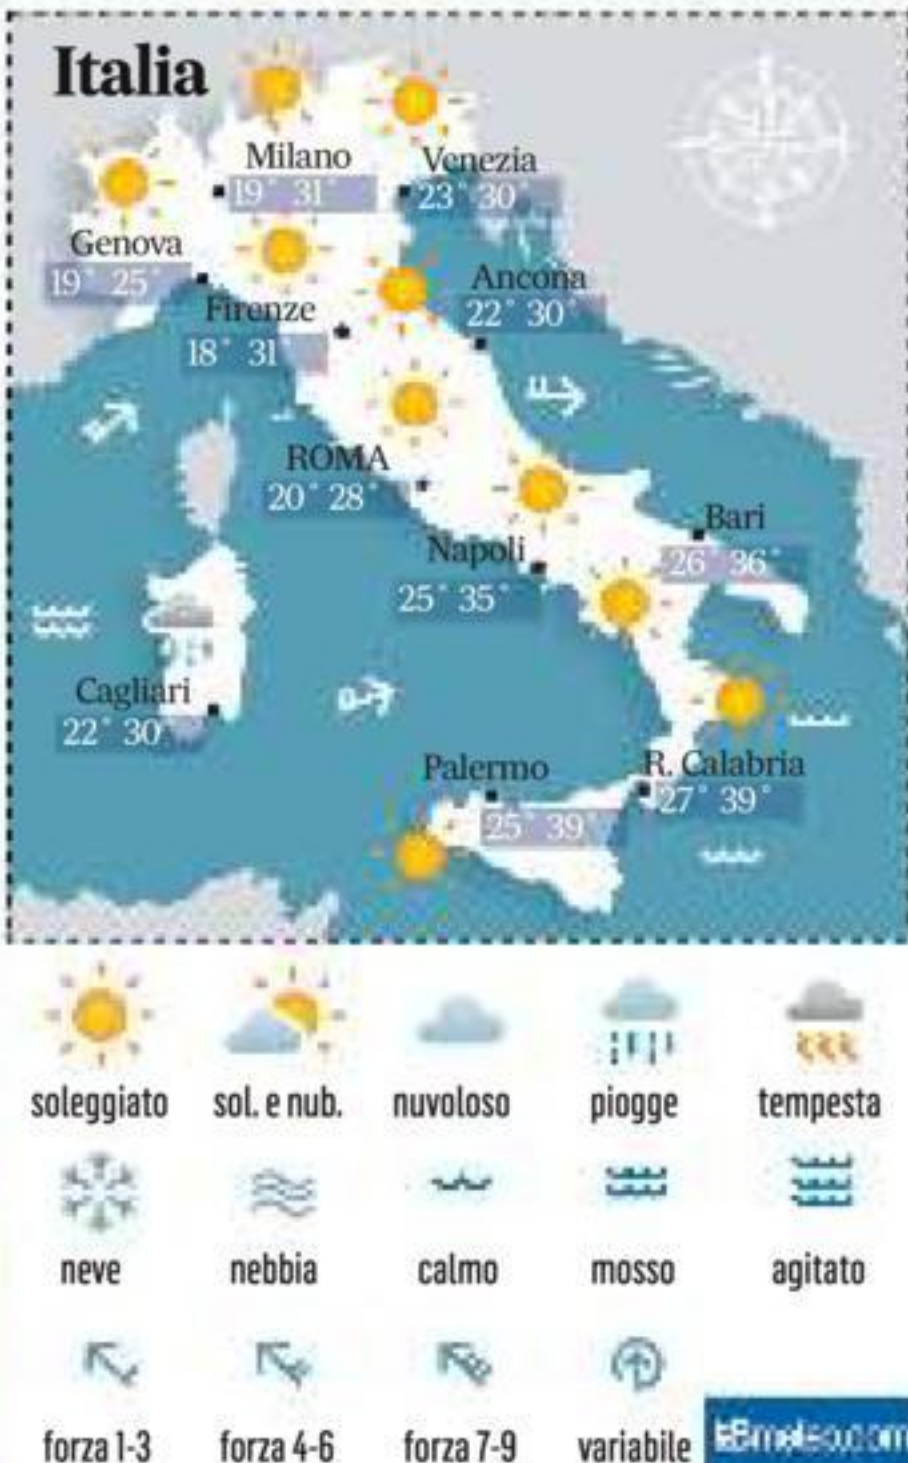 Italia
Milano
19° 31°
Venezia
23° 30°
Genova
19° 25°
Firenze
18° 31°
Ancona
22° 30°
ROMA
20° 28°
Napoli
25° 35°
Bari
26° 36°
Cagliari
22° 30°
Palermo
25° 39°
R. Calabria
27° 39°
soleggiato sol. e nub. nuvoloso piogge tempesta
neve nebbia calmo mosso agitato
forza 1-3 forza 4-6 forza 7-9 variabile